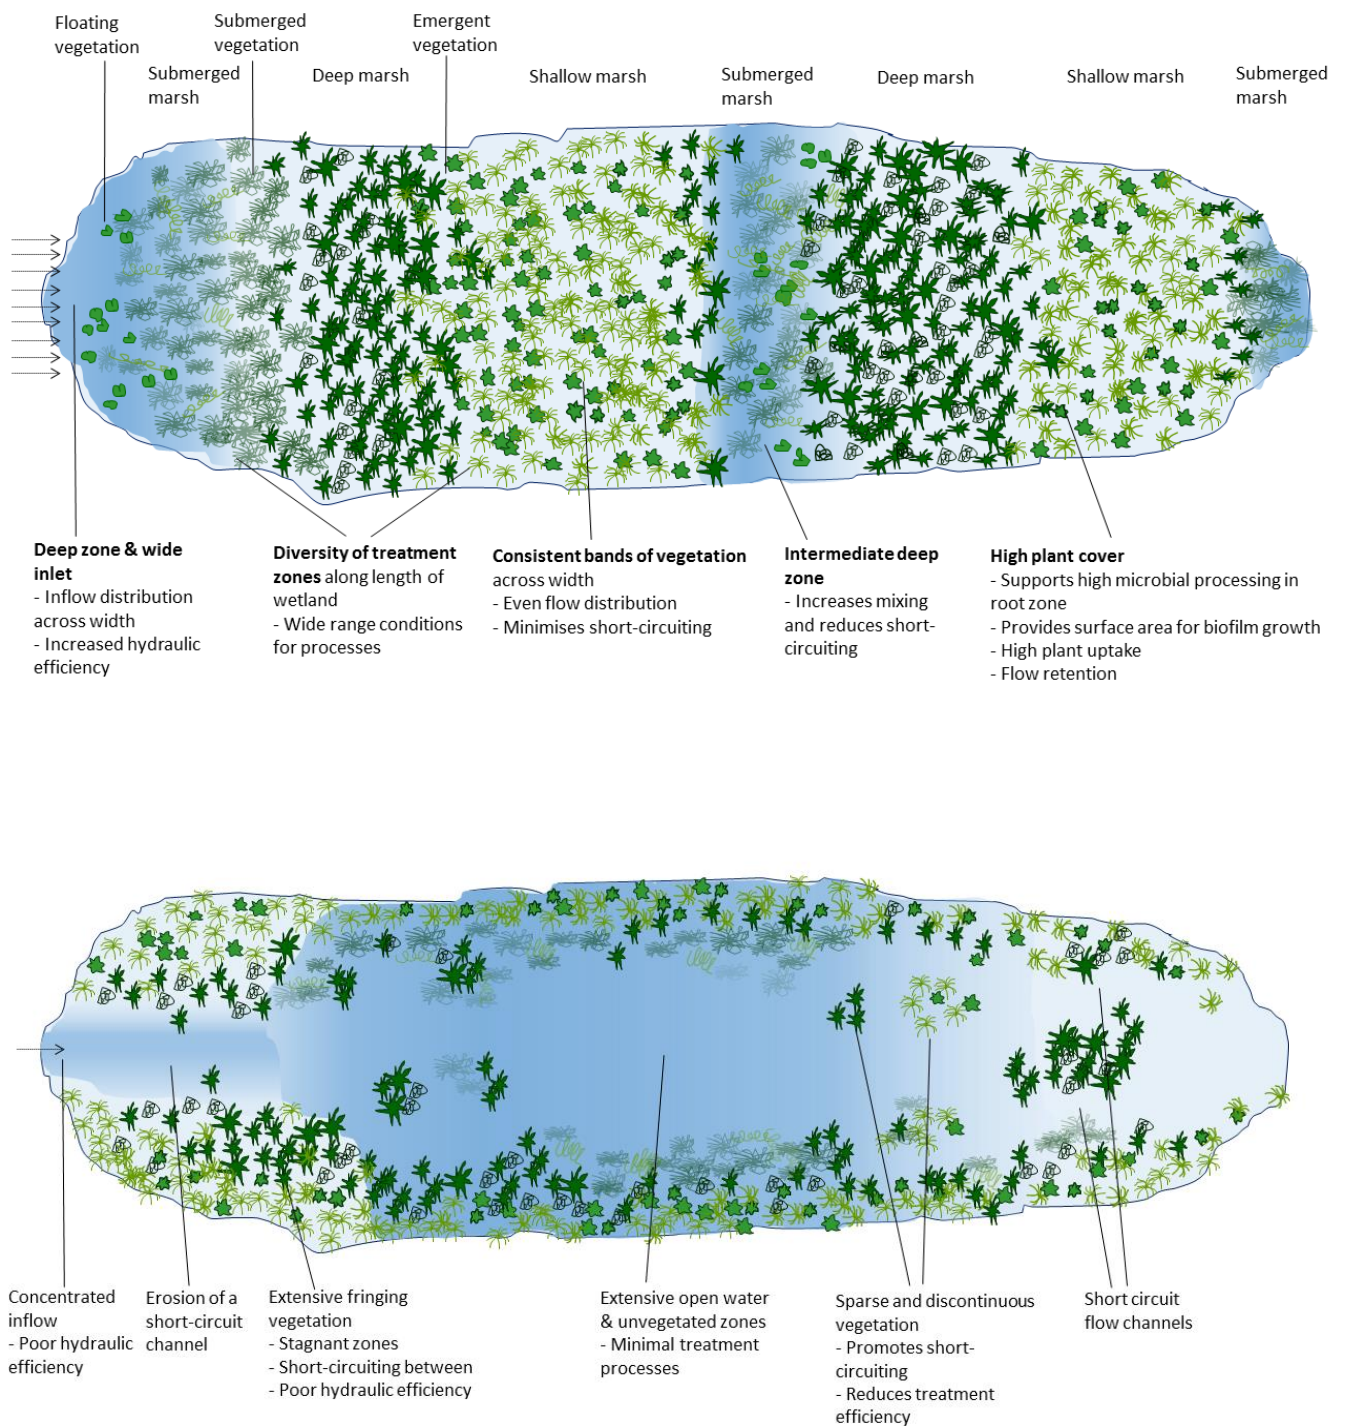 Floating
vegetation
Submerged
vegetation
Emergent
vegetation
Submerged
marsh
Deep marsh
Shallow marsh
Submerged
marsh
Deep marsh
Shallow marsh
Submerged
marsh
Deep zone & wide
inlet
- Inflow distribution
across width
- Increased hydraulic
efficiency
Diversity of treatment
zones along length of
wetland
- Wide range conditions
for processes
Consistent bands of vegetation
across width
- Even flow distribution
- Minimises short-circuiting
Intermediate deep
zone
- Increases mixing
and reduces short-
circuiting
High plant cover
- Supports high microbial processing in
root zone
- Provides surface area for biofilm growth
- High plant uptake
- Flow retention
Concentrated
inflow
- Poor hydraulic
efficiency
Erosion of a
short-circuit
channel
Extensive fringing
vegetation
- Stagnant zones
- Short-circuiting between
- Poor hydraulic efficiency
Extensive open water
& unvegetated zones
- Minimal treatment
processes
Sparse and discontinuous
vegetation
- Promotes short-
circuiting
- Reduces treatment
efficiency
Short circuit
flow channels